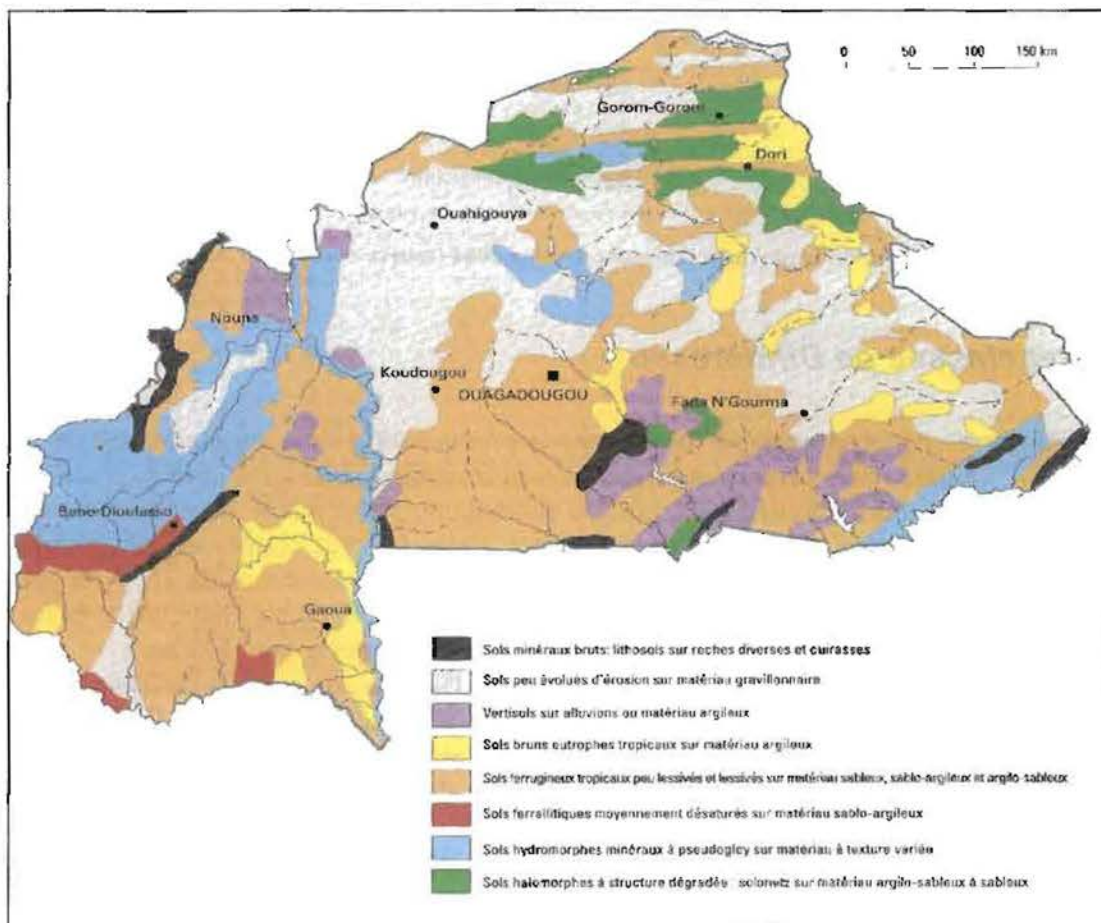 0 50 100 150 km
Gorom-Gorom
Dori
Ouahigouya
Nouna
Koudougou
OUAGADOUGOU
Fada N'Gourma
Bobo-Dioulasso
Gaoua
Sols minéraux bruts: lithosols sur roches diverses et cuirasses
Sols peu évolués d'érosion sur matériau gravillonnaire
Vertisols sur alluvions ou matériau argileux
Sols bruns eutrophes tropicaux sur matériau argileux
Sols ferrugineux tropicaux peu lessivés et lessivés sur matériau sableux, sablo-argileux et argilo-sableux
Sols ferrallitiques moyennement désaturés sur matériau sablo-argileux
Sols hydromorphes minéraux à pseudogley sur matériau à texture variée
Sols halomorphes à structure dégradée : solonetz sur matériau argilo-sableux à sableux